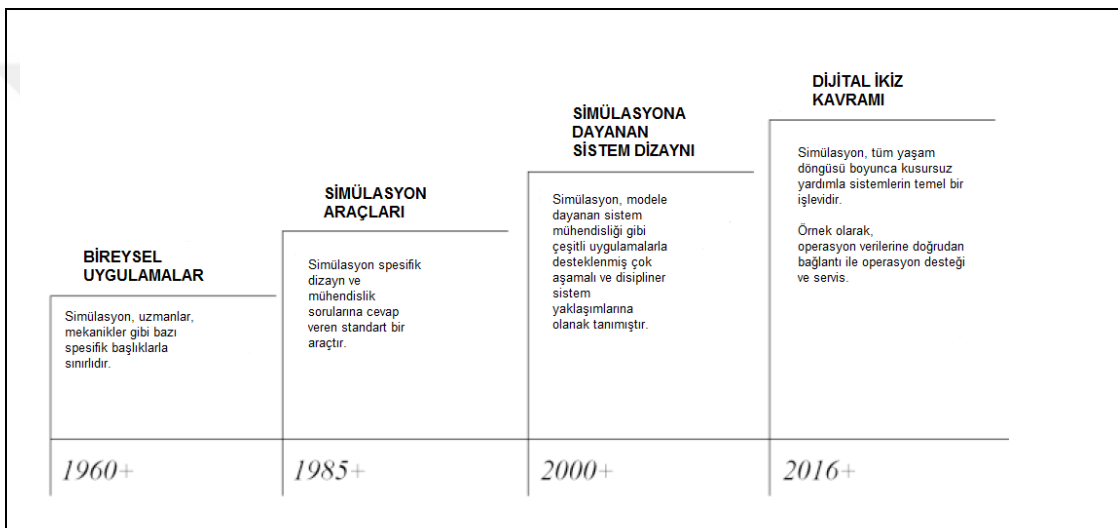 BİREYSEL
UYGULAMALAR
Simülasyon, uzmanlar,
mekanikler gibi bazı
spesifik başlıklarla
sınırlıdır.
1960+
SİMÜLASYON
ARAÇLARI
Simülasyon spesifik
dizayn ve
mühendislik
sorularına cevap
veren standart bir
araçtır.
1985+
SİMÜLASYONA
DAYANAN
SİSTEM DİZAYNI
Simülasyon, modele
dayanan sistem
mühendisliği gibi
çeşitli uygulamalarla
desteklenmiş çok
aşamalı ve disipliner
sistem
yaklaşımlarına
olanak tanımıştır.
2000+
DİJİTAL İKİZ
KAVRAMI
Simülasyon, tüm yaşam
döngüsü boyunca kusursuz
yardımla sistemlerin temel bir
işlevidir.
Örnek olarak,
operasyon verilerine doğrudan
bağlantı ile operasyon desteği
ve servis.
2016+